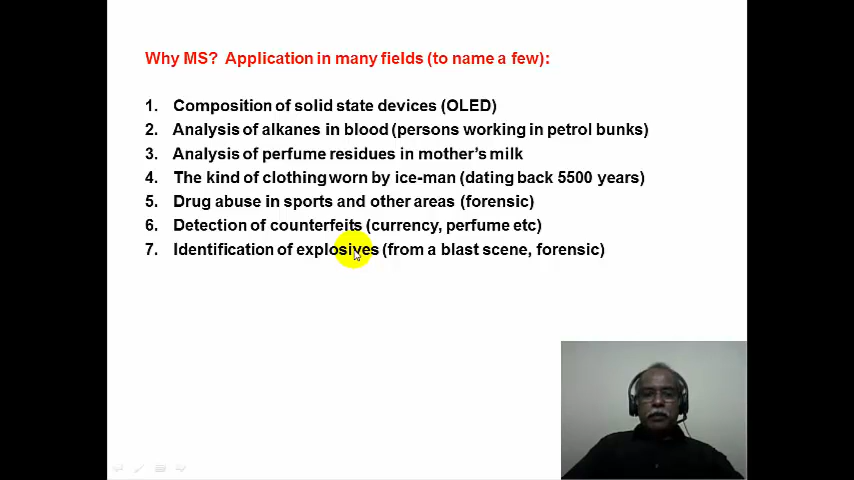 Why MS? Application in many fields (to name a few):
1. Composition of solid state devices (OLED)
2. Analysis of alkanes in blood (persons working in petrol bunks)
3. Analysis of perfume residues in mother's milk
4. The kind of clothing worn by ice-man (dating back 5500 years)
5. Drug abuse in sports and other areas (forensic)
6. Detection of counterfeits (currency, perfume etc)
7. Identification of explosives (from a blast scene, forensic)